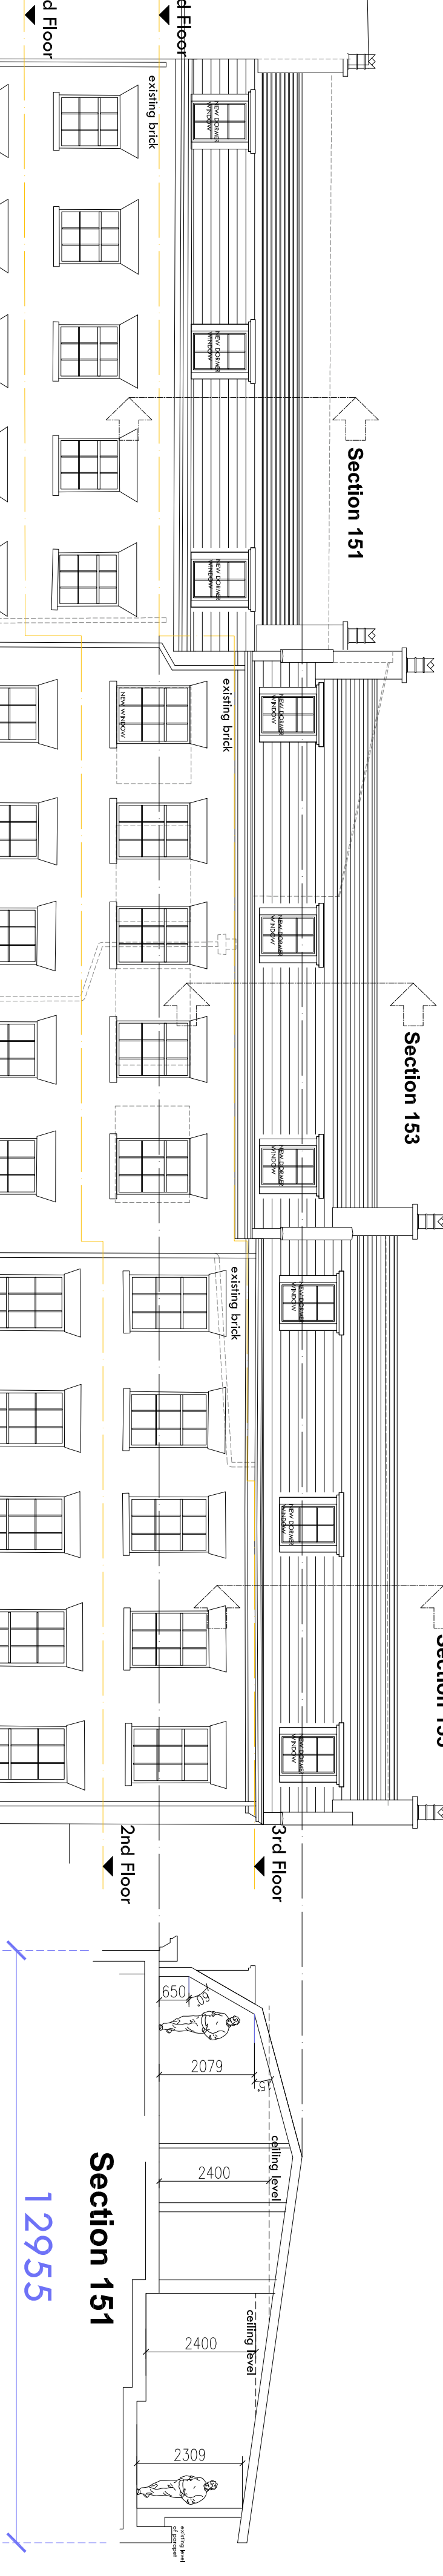 d Floor
d Floor
existing brick
NEW DORMER
WINDOW
NEW DORMER
WINDOW
NEW DORMER
WINDOW
Section 151
existing brick
NEW WINDOW
NEW DORMER
WINDOW
NEW DORMER
WINDOW
NEW DORMER
WINDOW
Section 153
existing brick
NEW DORMER
WINDOW
NEW DORMER
WINDOW
NEW DORMER
WINDOW
3rd Floor
2nd Floor
650
60°
2079
15°
ceiling level
2400
ceiling level
2400
2309
existing level
of parapet
Section 151
12955